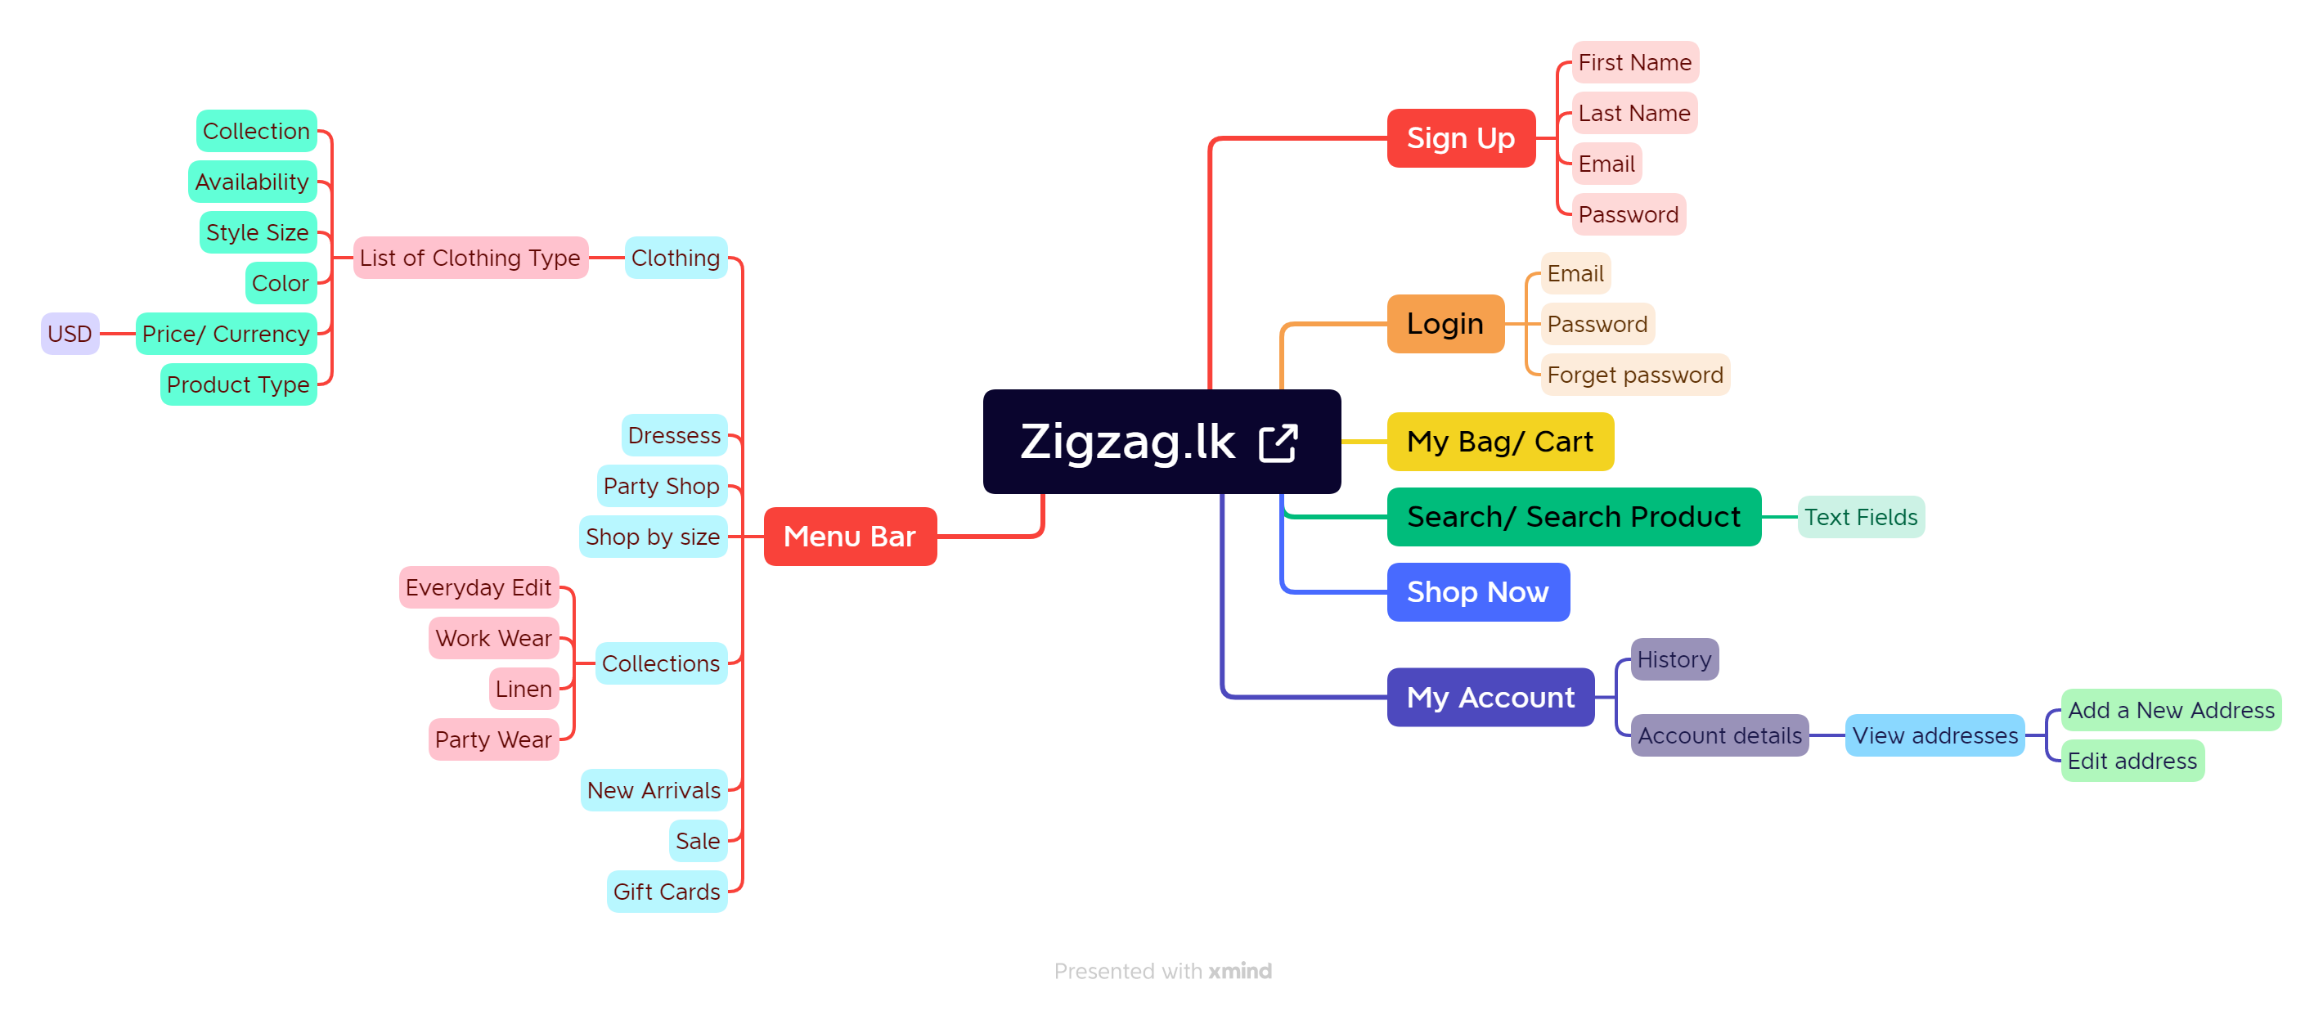 Zigzag.lk
Sign Up
First Name
Last Name
Email
Password
Login
Email
Password
Forget password
My Bag/ Cart
Search/ Search Product
Text Fields
Shop Now
My Account
History
Account details
View addresses
Add a New Address
Edit address
Menu Bar
Clothing
List of Clothing Type
Collection
Availability
Style Size
Color
Price/ Currency
USD
Product Type
Dressess
Party Shop
Shop by size
Collections
Everyday Edit
Work Wear
Linen
Party Wear
New Arrivals
Sale
Gift Cards
Presented with xmind